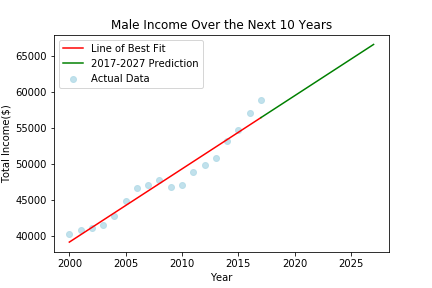 Male Income Over the Next 10 Years
Line of Best Fit
2017-2027 Prediction
Actual Data
Total Income($)
65000
60000
55000
50000
45000
40000
2000
2005
2010
2015
2020
2025
Year